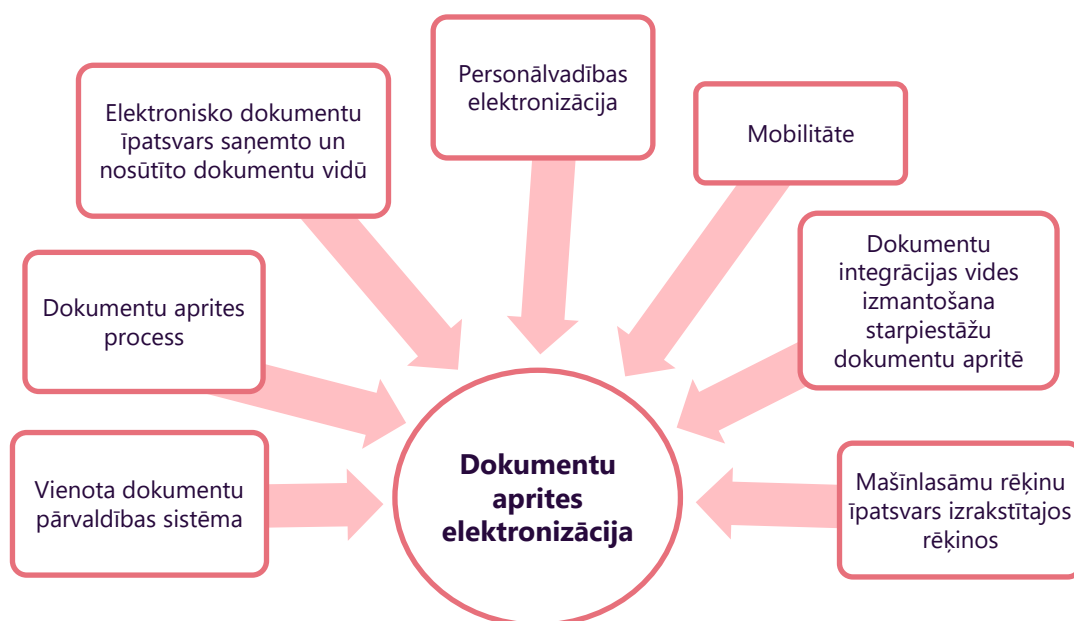 Personālvadības
elektronizācija
Elektronisko dokumentu
īpatsvars saņemto un
nosūtīto dokumentu vidū
Mobilitāte
Dokumentu
integrācijas vides
izmantošana
starpiestāžu
dokumentu apritē
Dokumentu aprites
process
Vienota dokumentu
pārvaldības sistēma
Dokumentu
aprites
elektronizācija
Mašīnlasāmu rēķinu
īpatsvars izrakstītajos
rēķinos